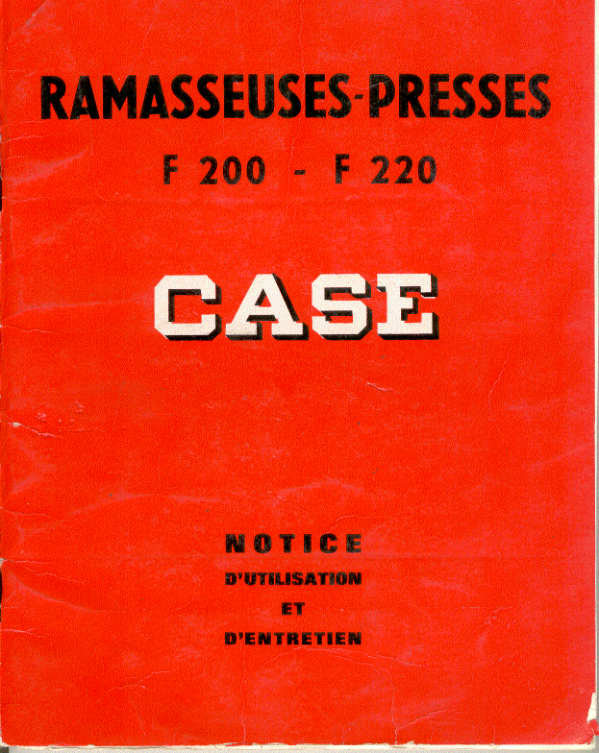 RAMASSEUSES-PRESSES
F 200 - F 220
CASE
NOTICE
D'UTILISATION
ET
D'ENTRETIEN